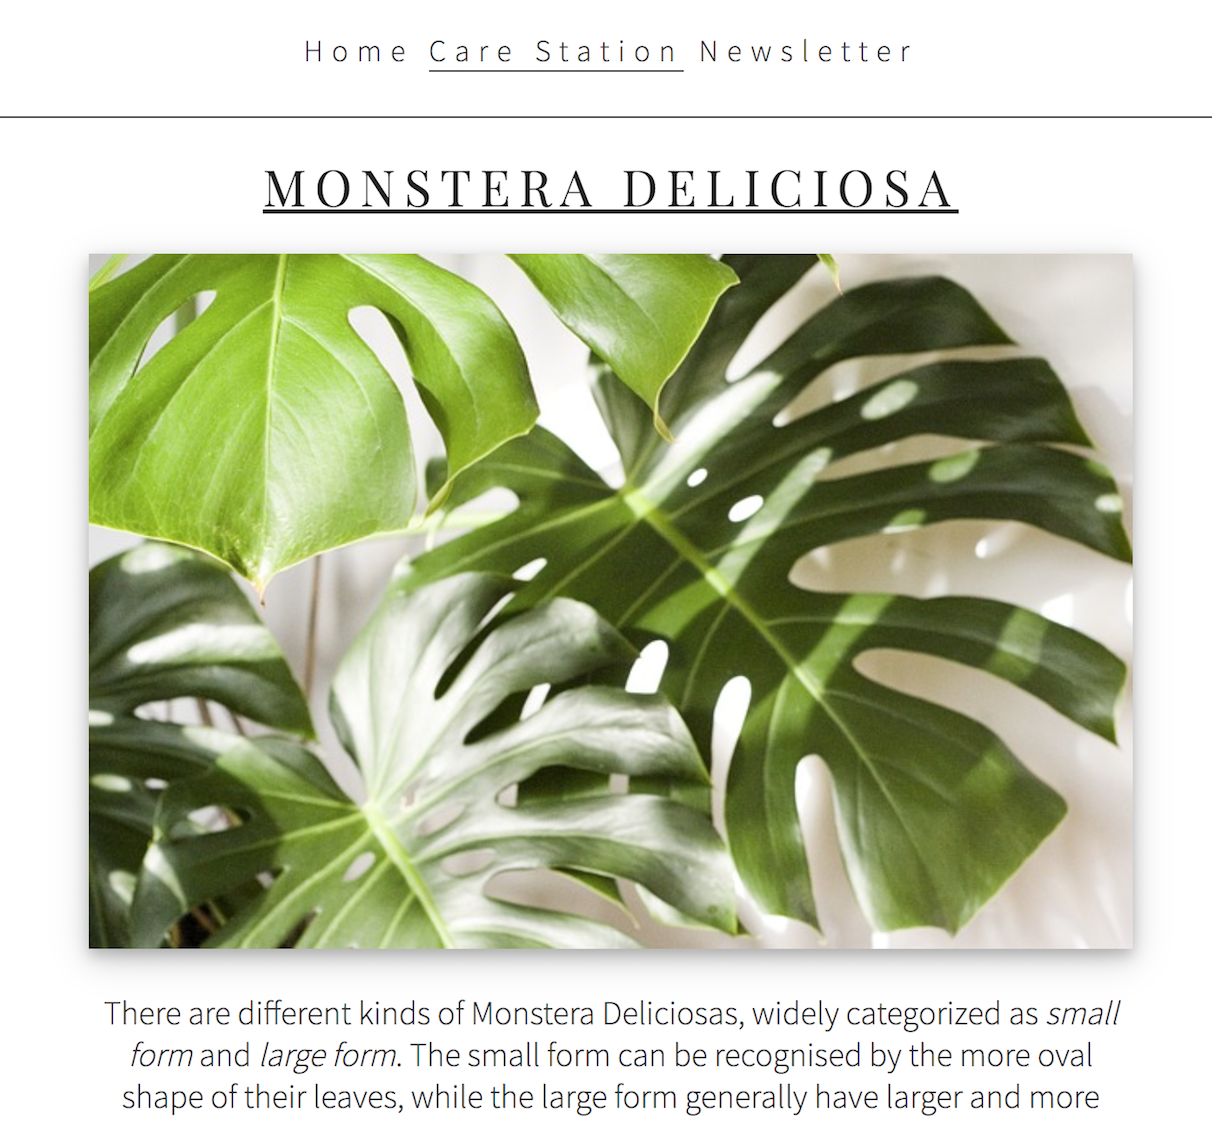 Home Care Station Newsletter
MONSTERA DELICIOSA
There are different kinds of Monstera Deliciosas, widely categorized as small
form and large form. The small form can be recognised by the more oval
shape of their leaves, while the large form generally have larger and more